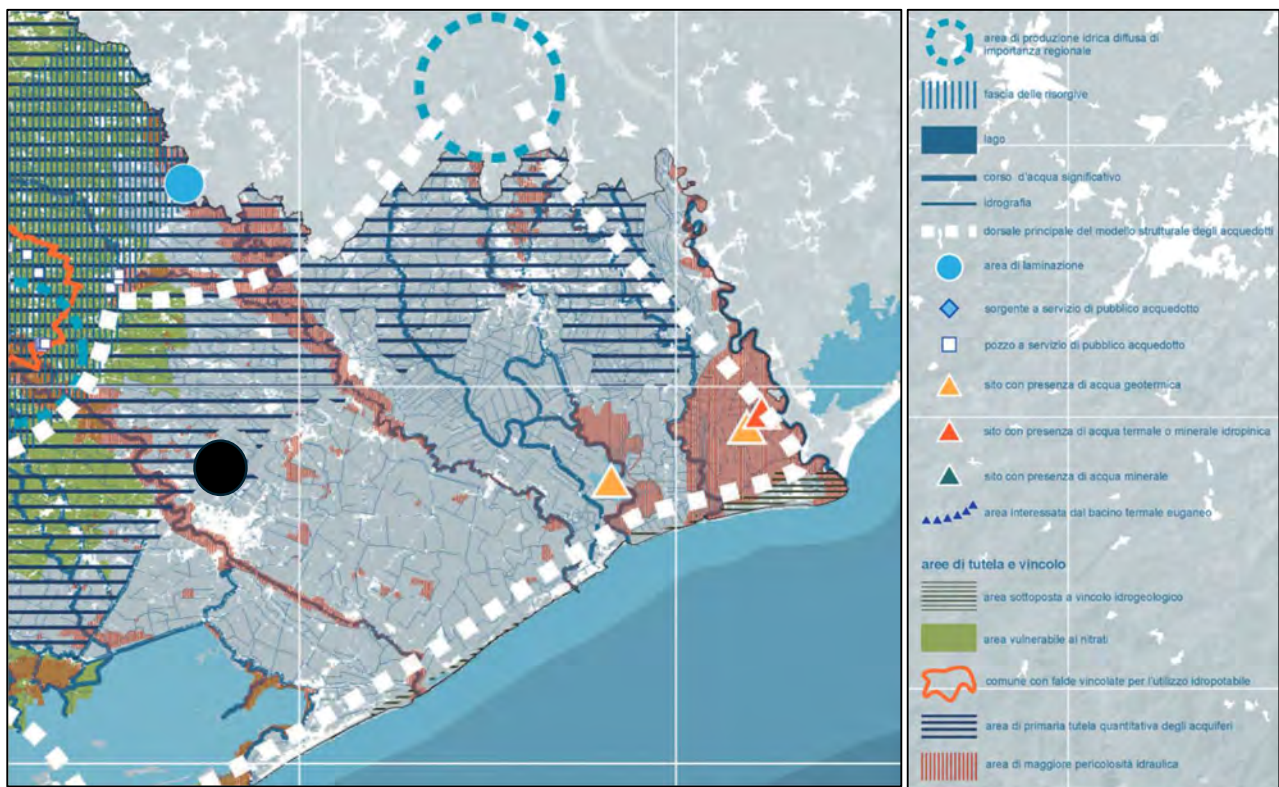 area di produzione idrica diffusa di
importanza regionale
fascia delle risorgive
lago
corso d'acqua significativo
idrografia
dorsale principale del modello strutturale degli acquedotti
area di laminazione
sorgente a servizio di pubblico acquedotto
pozzo a servizio di pubblico acquedotto
sito con presenza di acqua geotermica
sito con presenza di acqua termale o minerale idropinica
sito con presenza di acqua minerale
area interessata dal bacino termale euganeo
aree di tutela e vincolo
area sottoposta a vincolo idrogeologico
area vulnerabile ai nitrati
comune con falde vincolate per l'utilizzo idropotabile
area di primaria tutela quantitativa degli acquiferi
area di maggiore pericolosità idraulica